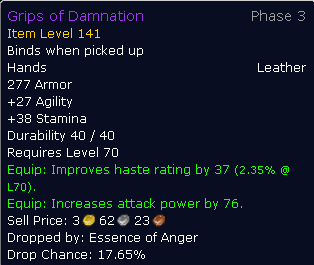 Grips of Damnation Phase 3
Item Level 141
Binds when picked up
Hands Leather
277 Armor
+27 Agility
+38 Stamina
Durability 40 / 40
Requires Level 70
Equip: Improves haste rating by 37 (2.35% @
L70).
Equip: Increases attack power by 76.
Sell Price: 3 62 23
Dropped by: Essence of Anger
Drop Chance: 17.65%